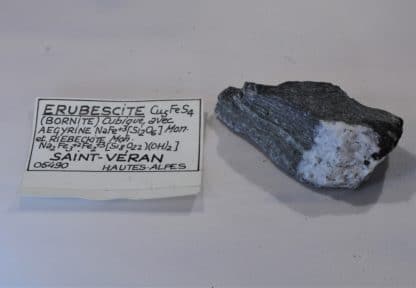 ERUBESCITE Cu5FeS4
(BORNITE) Cubique, avec
AEGYRINE NaFe+3[Si2O6] Mon.
et RIEBECKITE Mon.
Na2Fe3+2Fe2+3[Si8O22)(OH)2]
SAINT-VERAN
05490 HAUTES-ALPES